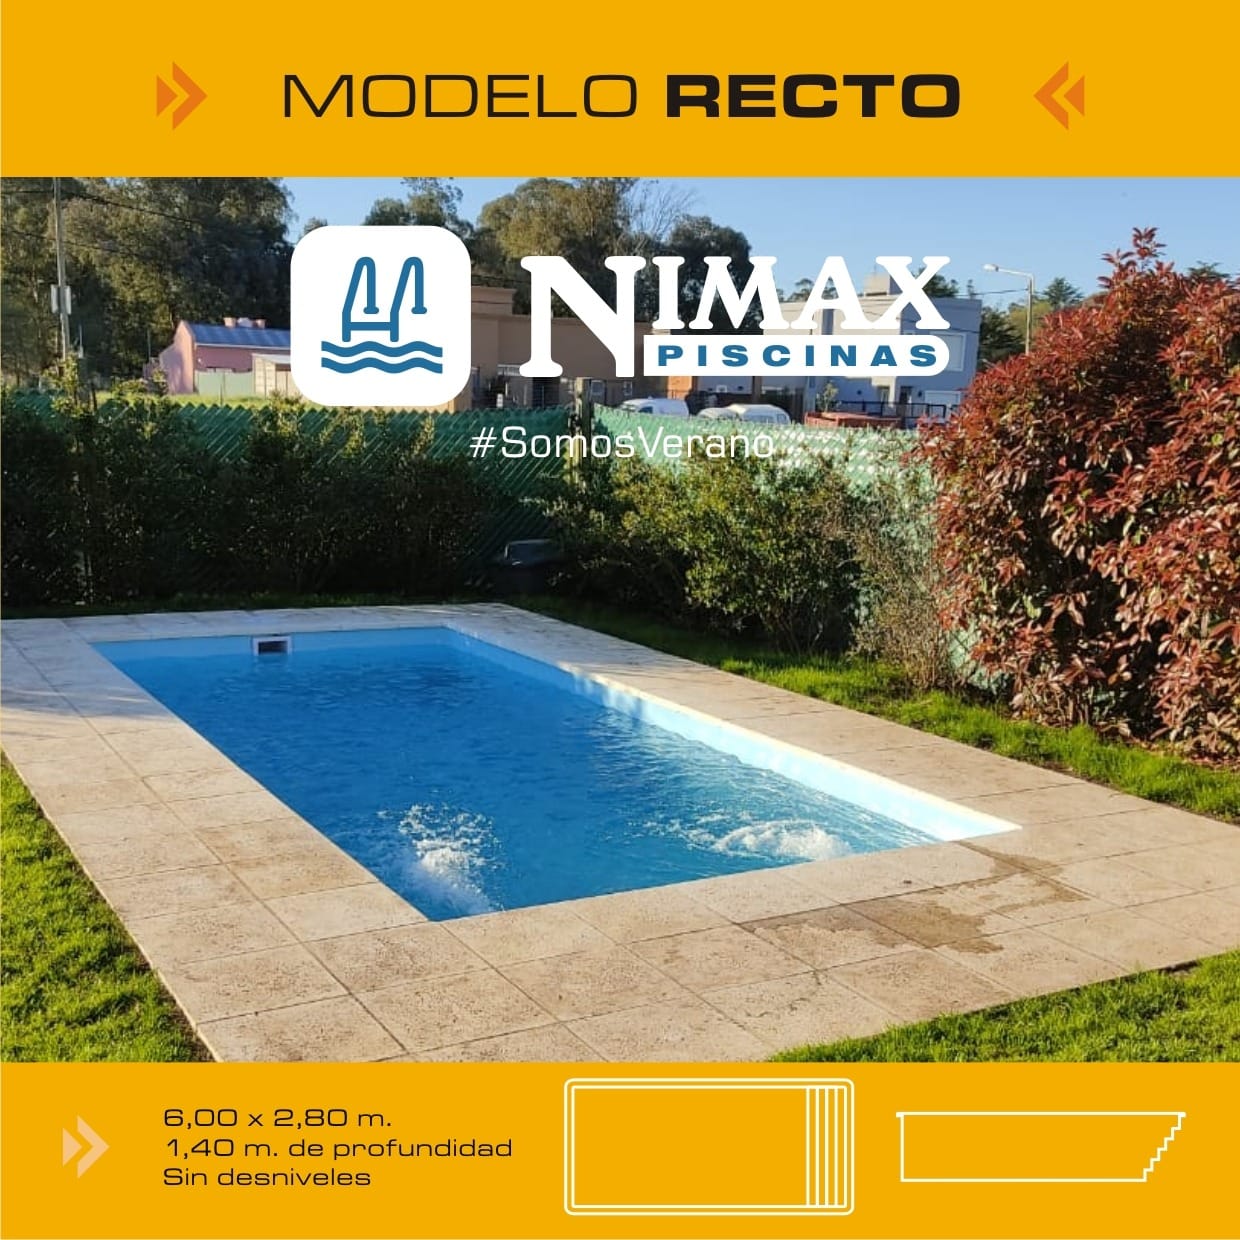 MODELO RECTO
NIMAX
PISCINAS
#SomosVerano
6,00 x 2,80 m.
1,40 m. de profundidad
Sin desniveles